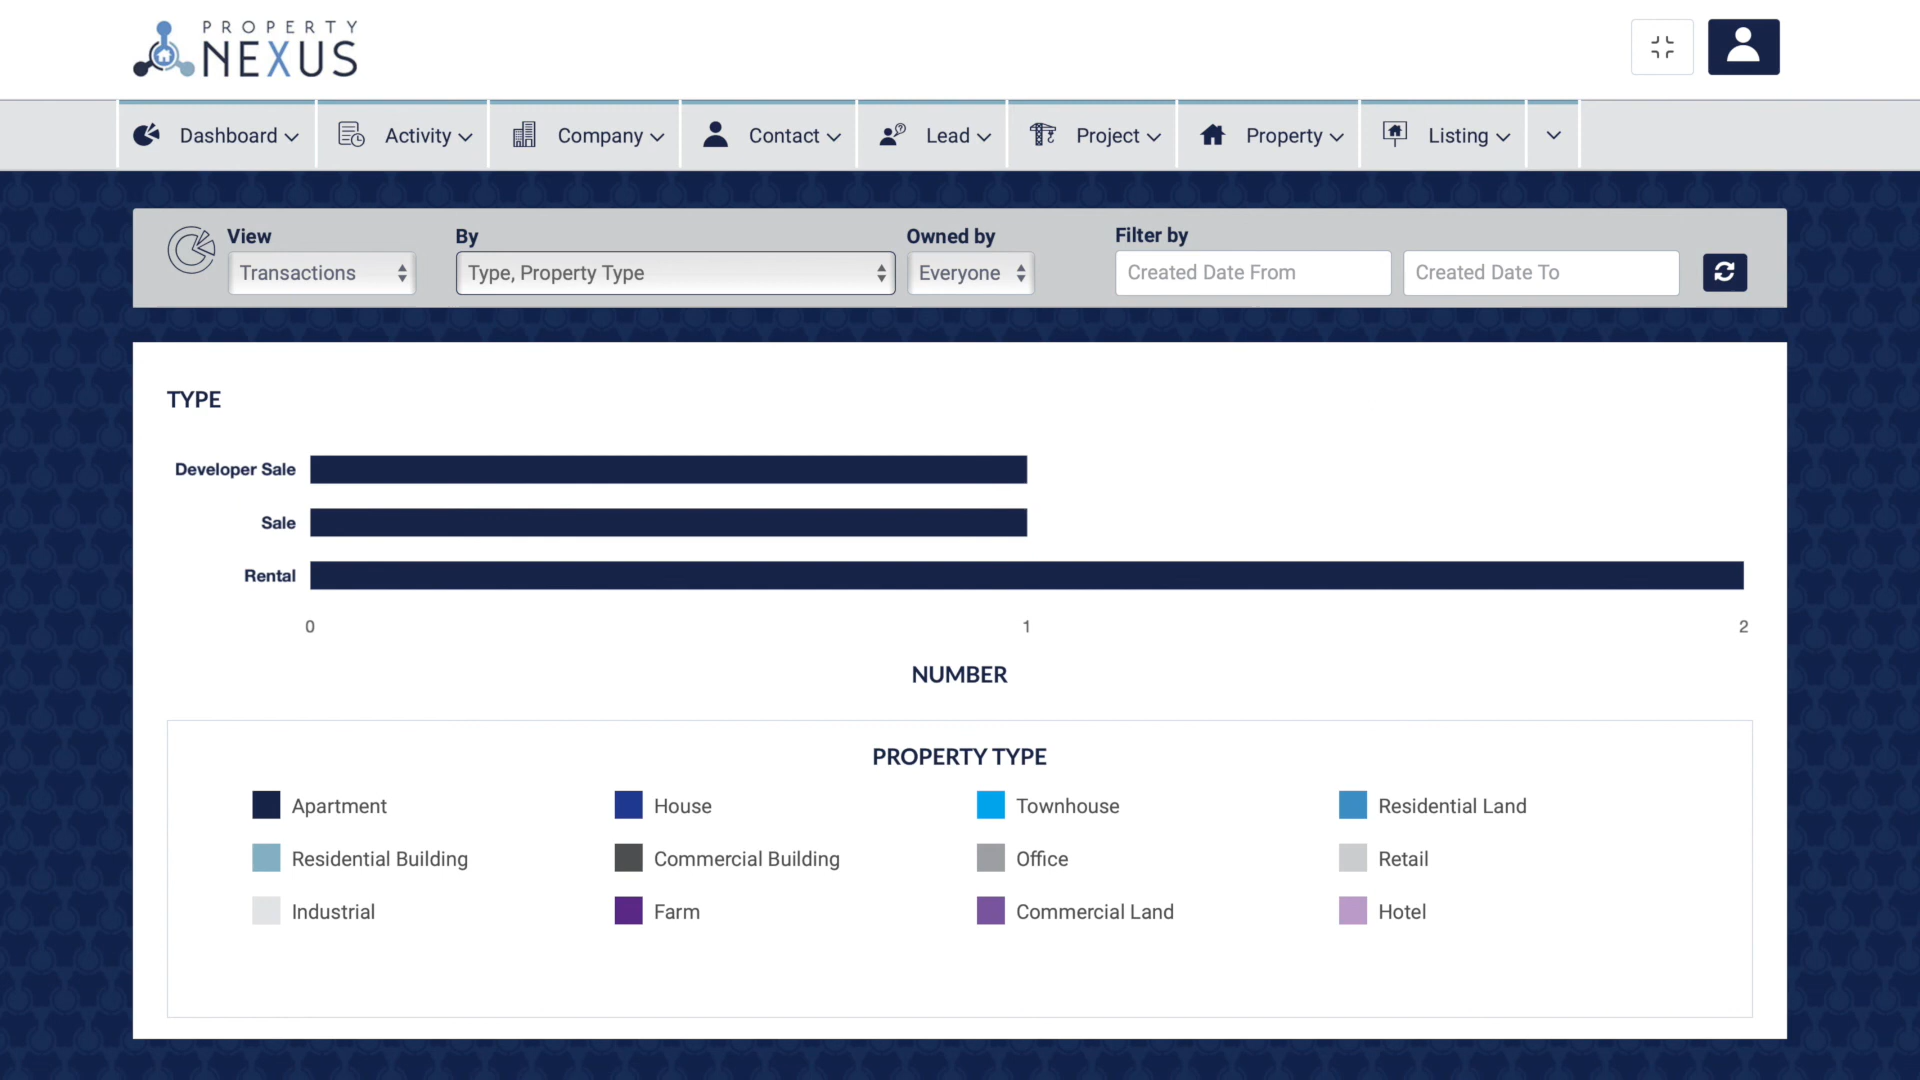 PROPERTY
NEXUS
Dashboard
Activity
Company
Contact
Lead
Project
Property
Listing
View
By
Owned by
Filter by
Transactions
Type, Property Type
Everyone
Created Date From
Created Date To
TYPE
Developer Sale
Sale
Rental
0 1 2
NUMBER
PROPERTY TYPE
Apartment
House
Townhouse
Residential Land
Residential Building
Commercial Building
Office
Retail
Industrial
Farm
Commercial Land
Hotel